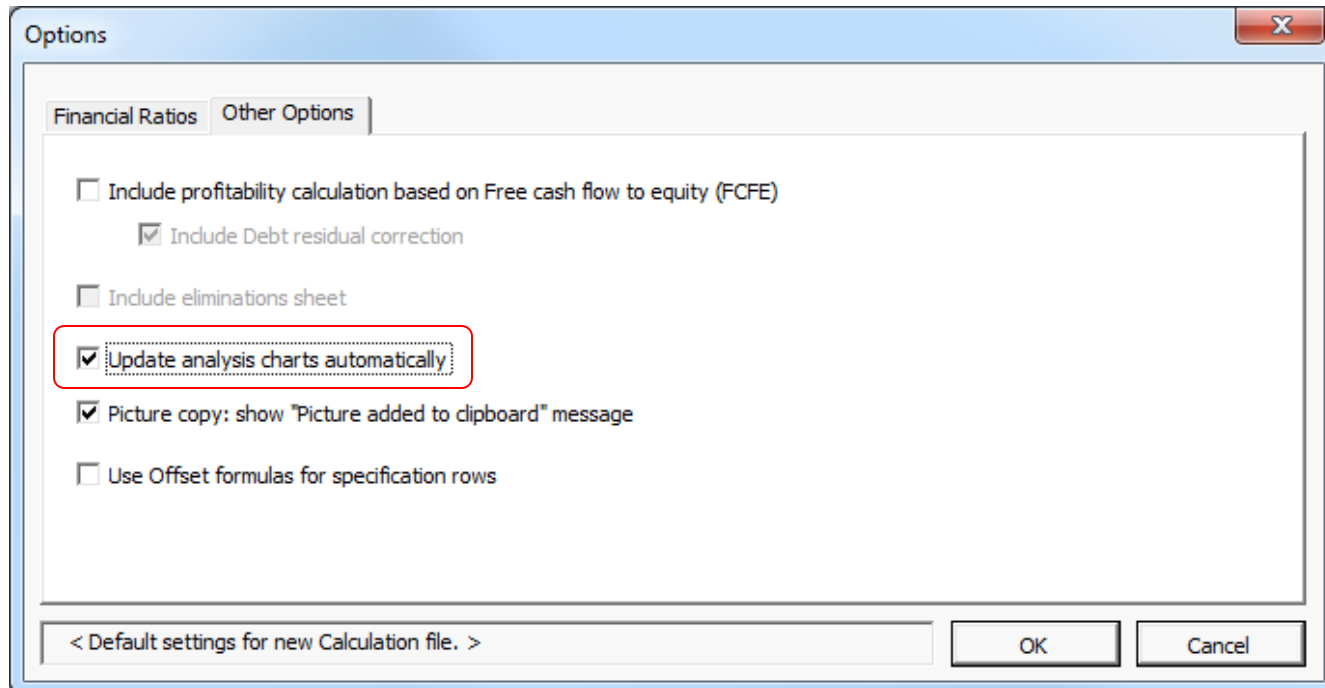 Options
Financial Ratios
Other Options
Include profitability calculation based on Free cash flow to equity (FCFE)
Include Debt residual correction
Include eliminations sheet
Update analysis charts automatically
Picture copy: show "Picture added to clipboard" message
Use Offset formulas for specification rows
< Default settings for new Calculation file. >
OK
Cancel